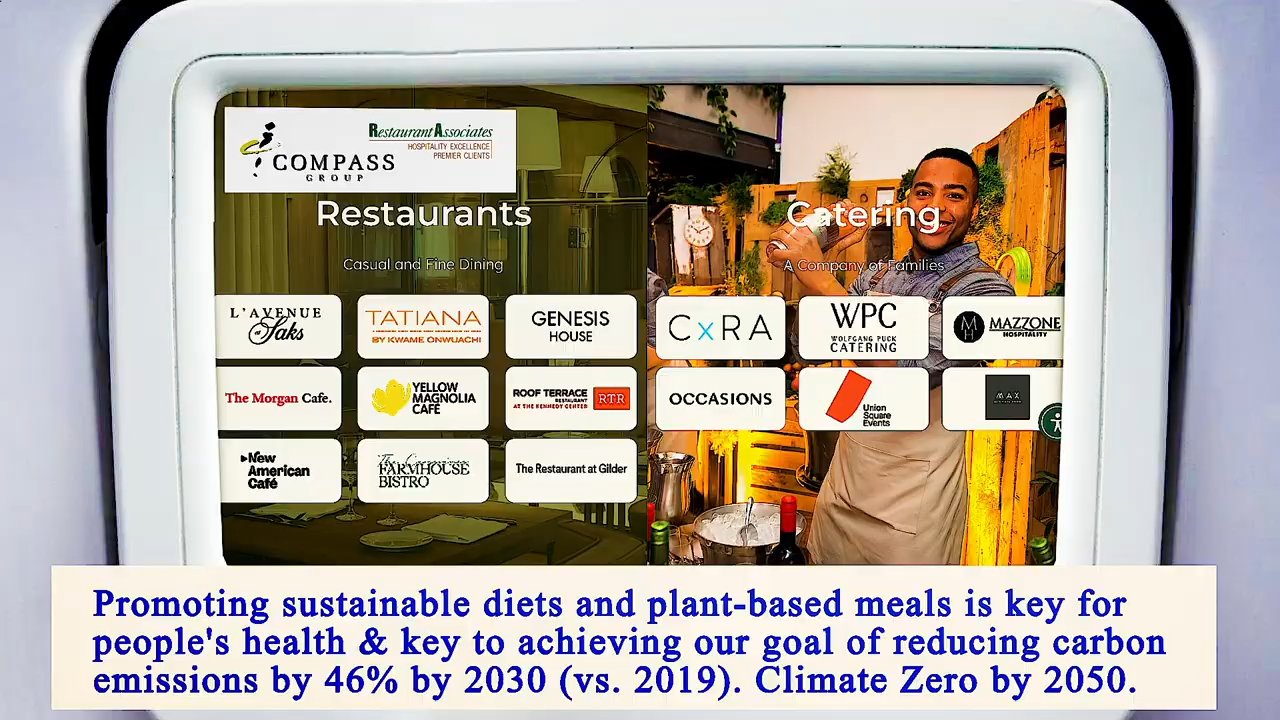 COMPASS
GROUP
RESTAURANT ASSOCIATES
HOSPITALITY EXCELLENCE
PREMIER CLIENTS
Restaurants
Casual and Fine Dining
L'AVENUE
Saks
TATIANA
BY KWAME ONWUACHI
GENESIS
HOUSE
The Morgan Cafe.
YELLOW
MAGNOLIA
CAFÉ
ROOF TERRACE
RESTAURANT
AT THE KENNEDY CENTER
RTR
New
American
Café
FARMHOUSE
BISTRO
The Restaurant at Gilder
Catering
A Company of Families
CxRA
WPC
WOLFGANG PUCK
CATERING
MH
MAZZONE
HOSPITALITY
OCCASIONS
Union
Square
Events
MAX
Promoting sustainable diets and plant-based meals is key for
people's health & key to achieving our goal of reducing carbon
emissions by 46% by 2030 (vs. 2019). Climate Zero by 2050.